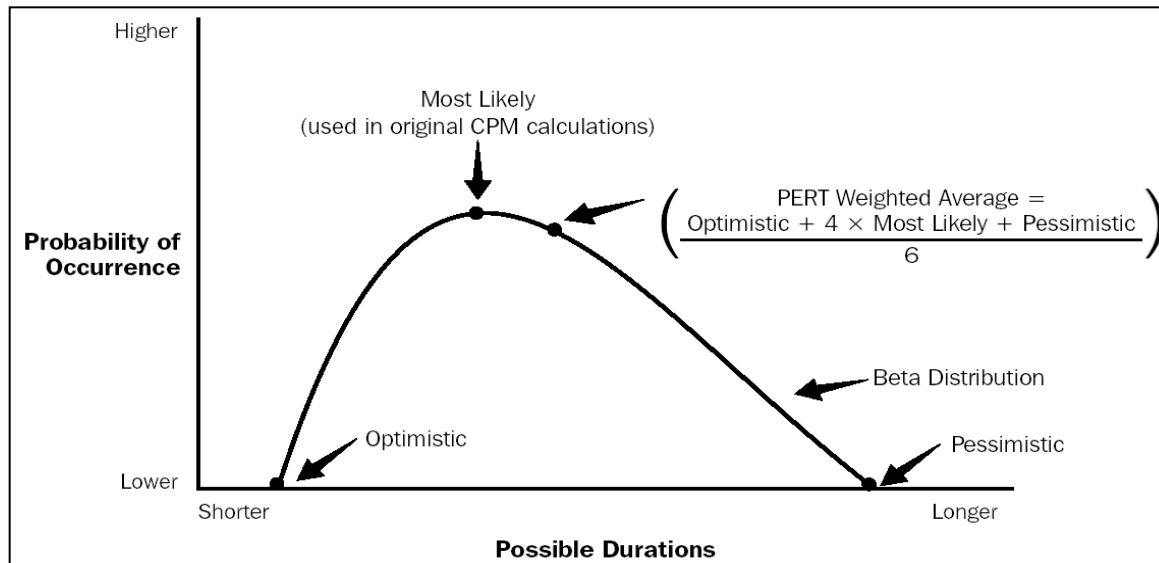 Higher
Most Likely
(used in original CPM calculations)
PERT Weighted Average =
Optimistic + 4 × Most Likely + Pessimistic
6
Probability of
Occurrence
Beta Distribution
Optimistic
Pessimistic
Lower
Shorter
Longer
Possible Durations